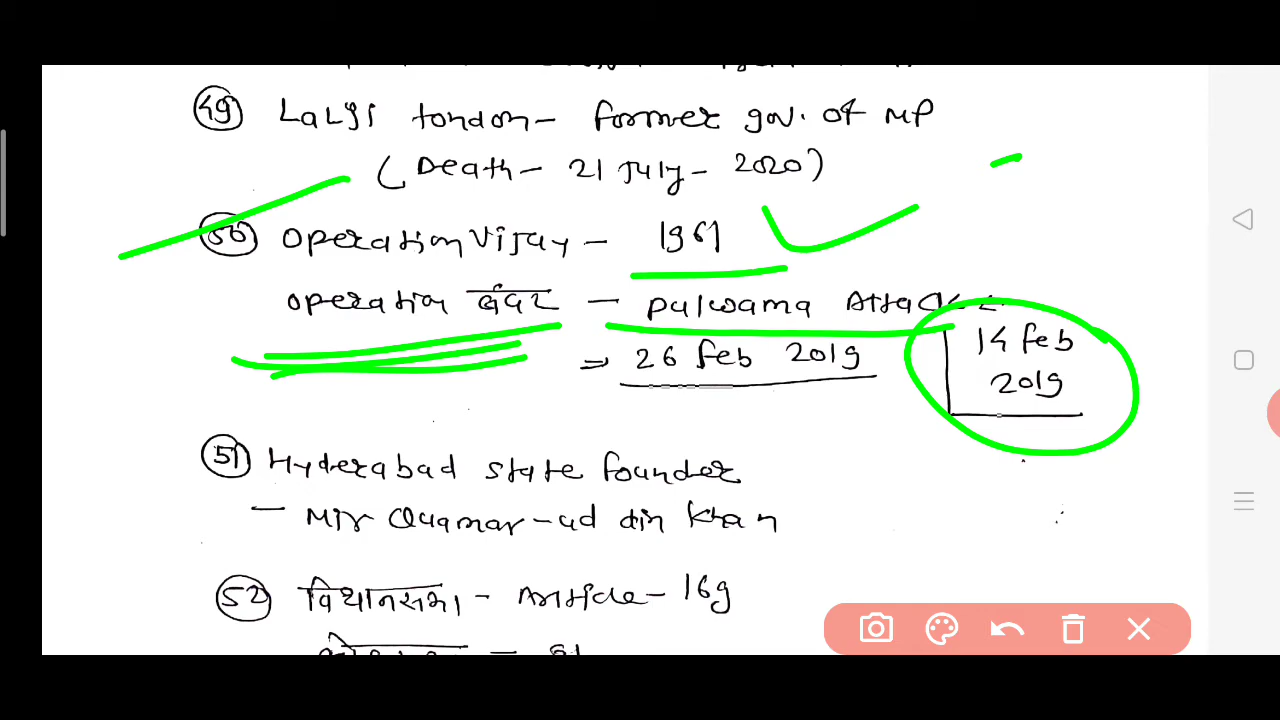 49 Lalji tondon - former gov. of MP
(Death - 21 July - 2020)
50 Operation Vijay - 1961
operation बंदर - pulwama Attack
14 feb
⇒ 26 feb 2019
2019
51 Hyderabad state founder
- Mir Quamar-ud din khan
52 विधानसभा - Article - 169